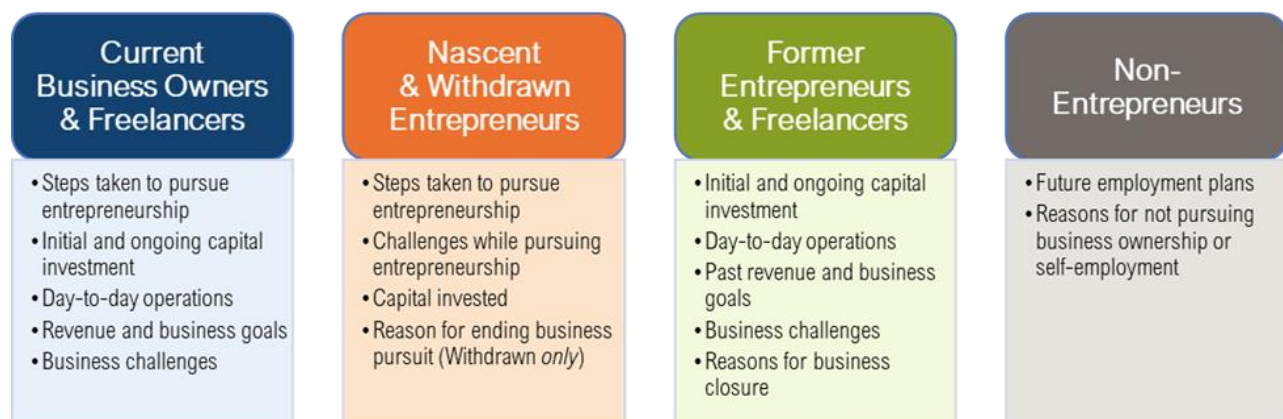 Current
Business Owners
& Freelancers
• Steps taken to pursue
entrepreneurship
• Initial and ongoing capital
investment
• Day-to-day operations
• Revenue and business goals
• Business challenges
Nascent
& Withdrawn
Entrepreneurs
• Steps taken to pursue
entrepreneurship
• Challenges while pursuing
entrepreneurship
• Capital invested
• Reason for ending business
pursuit (Withdrawn only)
Former
Entrepreneurs
& Freelancers
• Initial and ongoing capital
investment
• Day-to-day operations
• Past revenue and business
goals
• Business challenges
• Reasons for business
closure
Non-
Entrepreneurs
• Future employment plans
• Reasons for not pursuing
business ownership or
self-employment